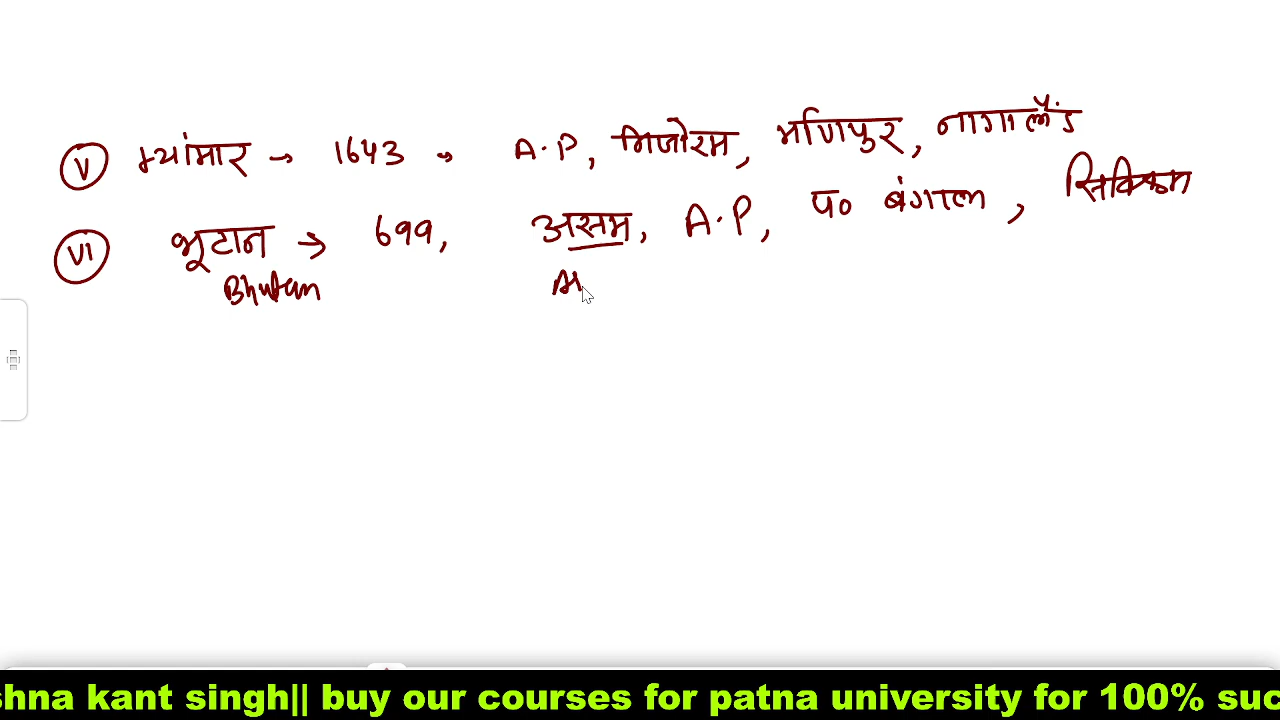 (V) म्यांमार → 1643 → A.P, मिजोरम, मणिपुर, नागालैंड
(VI) भूटान → 699, असम, A.P, प० बंगाल, सिक्किम
Bhutan
shna kant singh|| buy our courses for patna university for 100% suc